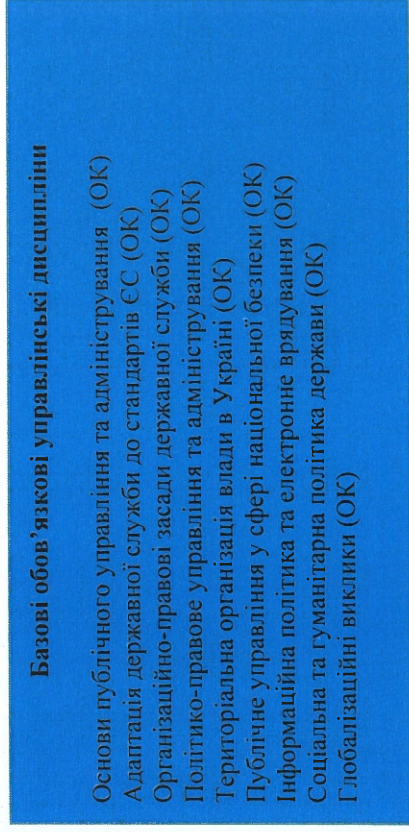 Базові обов’язкові управлінські дисципліни
Основи публічного управління та адміністрування (ОК)
Адаптація державної служби до стандартів ЄС (ОК)
Організаційно-правові засади державної служби (ОК)
Політико-правове управління та адміністрування (ОК)
Територіальна організація влади в Україні (ОК)
Публічне управління у сфері національної безпеки (ОК)
Інформаційна політика та електронне врядування (ОК)
Соціальна та гуманітарна політика держави (ОК)
Глобалізаційні виклики (ОК)